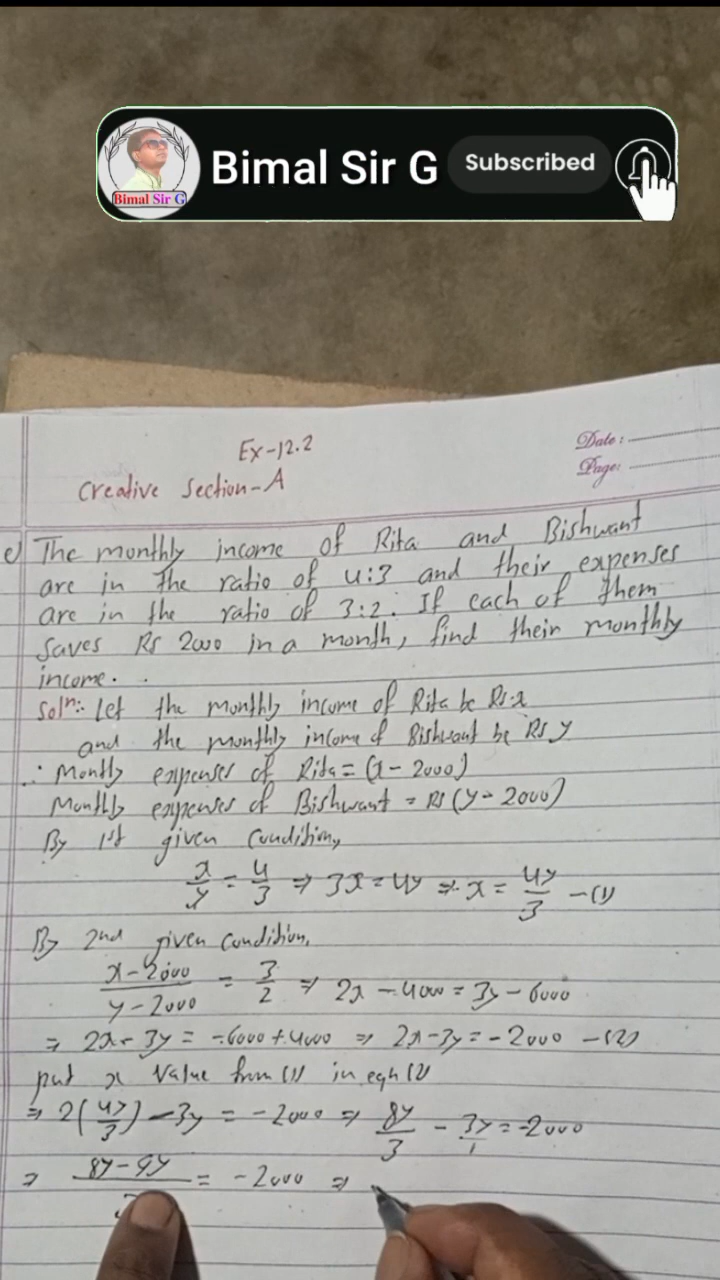 Bimal Sir G Subscribed
Bimal Sir G
Ex-12.2
Date:
Page:
Creative Section-A
c) The monthly income of Rita and Bishwant
are in the ratio of 4:3 and their expenses
are in the ratio of 3:2. If each of them
saves Rs 2000 in a month, find their monthly
income.
Solⁿ: Let the monthly income of Rita be Rs. x
and the monthly income of Bishwant be Rs y
∴ Montly expenses of Rita = (x - 2000)
Monthly expenses of Bishwant = Rs (y - 2000)
By 1st given condition,
x/y = 4/3 ⇒ 3x = 4y ⇒ x = 4y/3 - (1)
By 2nd given condition,
x-2000/y-2000 = 3/2 ⇒ 2x - 4000 = 3y - 6000
⇒ 2x - 3y = -6000 + 4000 ⇒ 2x - 3y = -2000 - (2)
put x value from (1) in eqn (2)
⇒ 2(4y/3) - 3y = -2000 ⇒ 8y/3 - 3y/1 = -2000
⇒ 8y - 9y = -2000 ⇒